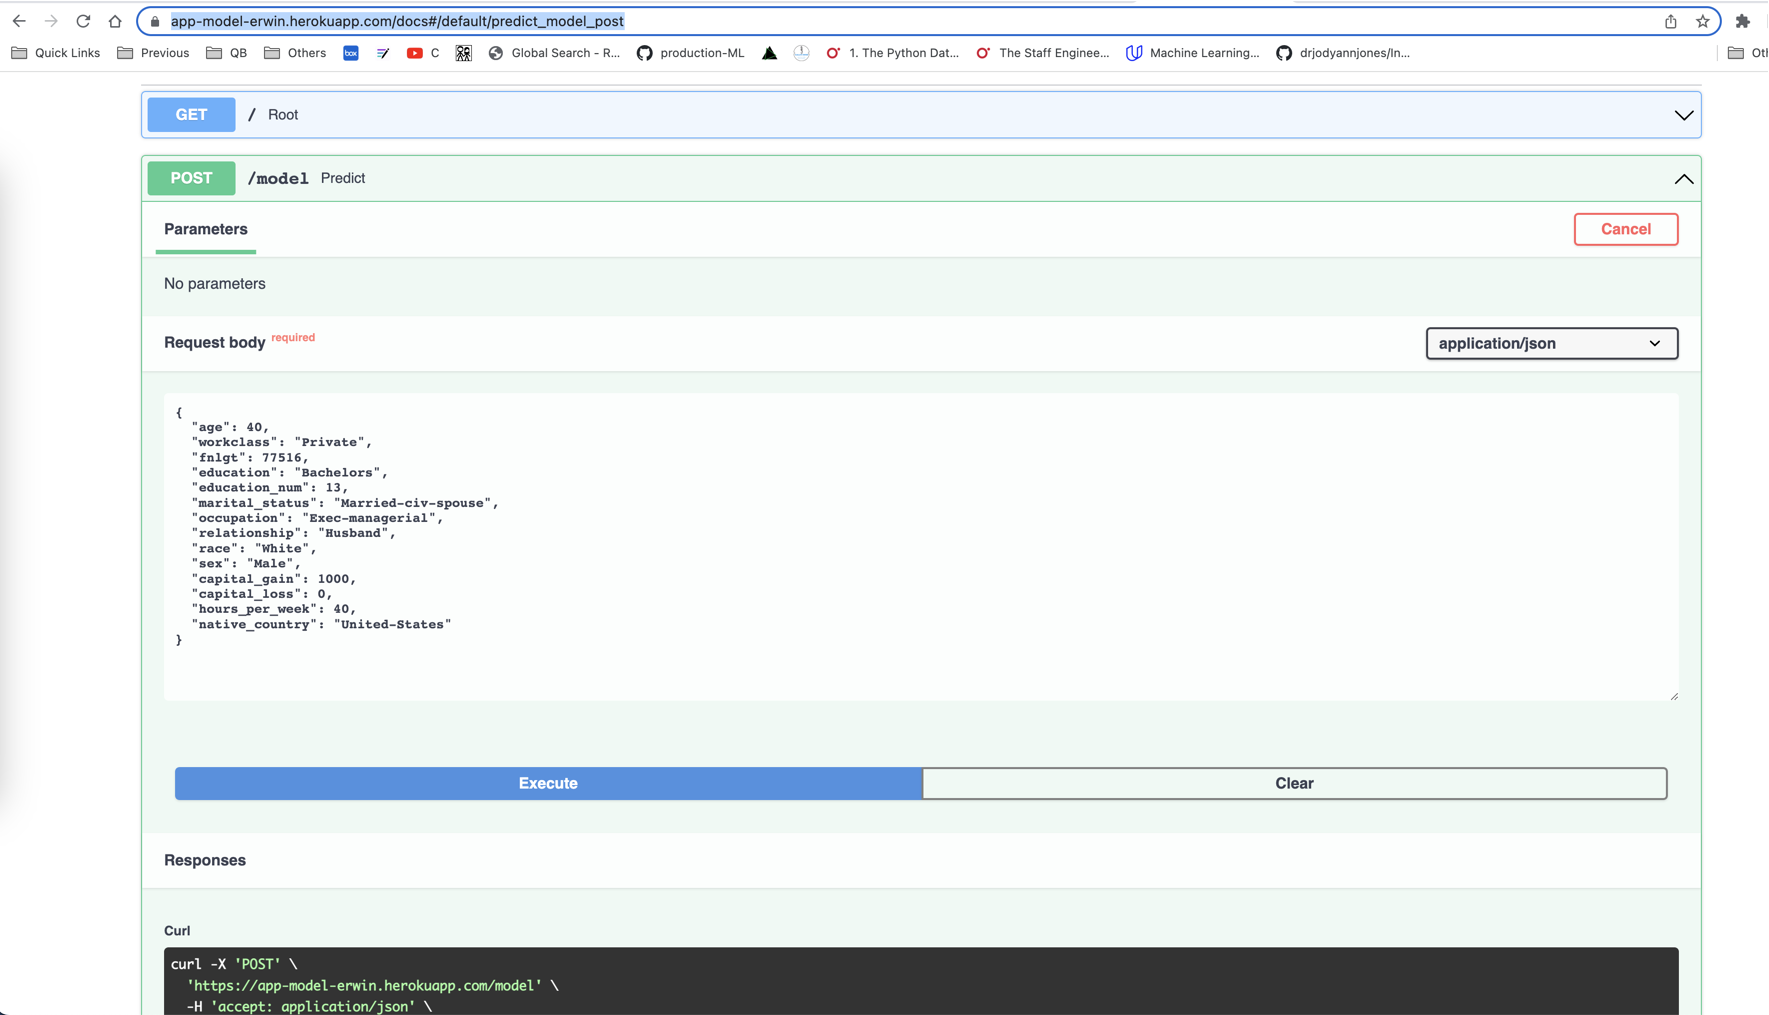 app-model-erwin.herokuapp.com/docs#/default/predict_model_post
Quick Links Previous QB Others box C Global Search - R... production-ML 1. The Python Dat... The Staff Enginee... Machine Learning... drjodyannjones/In... Oth
GET / Root
POST /model Predict
Parameters Cancel
No parameters
Request body required application/json
{
"age": 40,
"workclass": "Private",
"fnlgt": 77516,
"education": "Bachelors",
"education_num": 13,
"marital_status": "Married-civ-spouse",
"occupation": "Exec-managerial",
"relationship": "Husband",
"race": "White",
"sex": "Male",
"capital_gain": 1000,
"capital_loss": 0,
"hours_per_week": 40,
"native_country": "United-States"
}
Execute Clear
Responses
Curl
curl -X 'POST' \
'https://app-model-erwin.herokuapp.com/model' \
-H 'accept: application/json' \